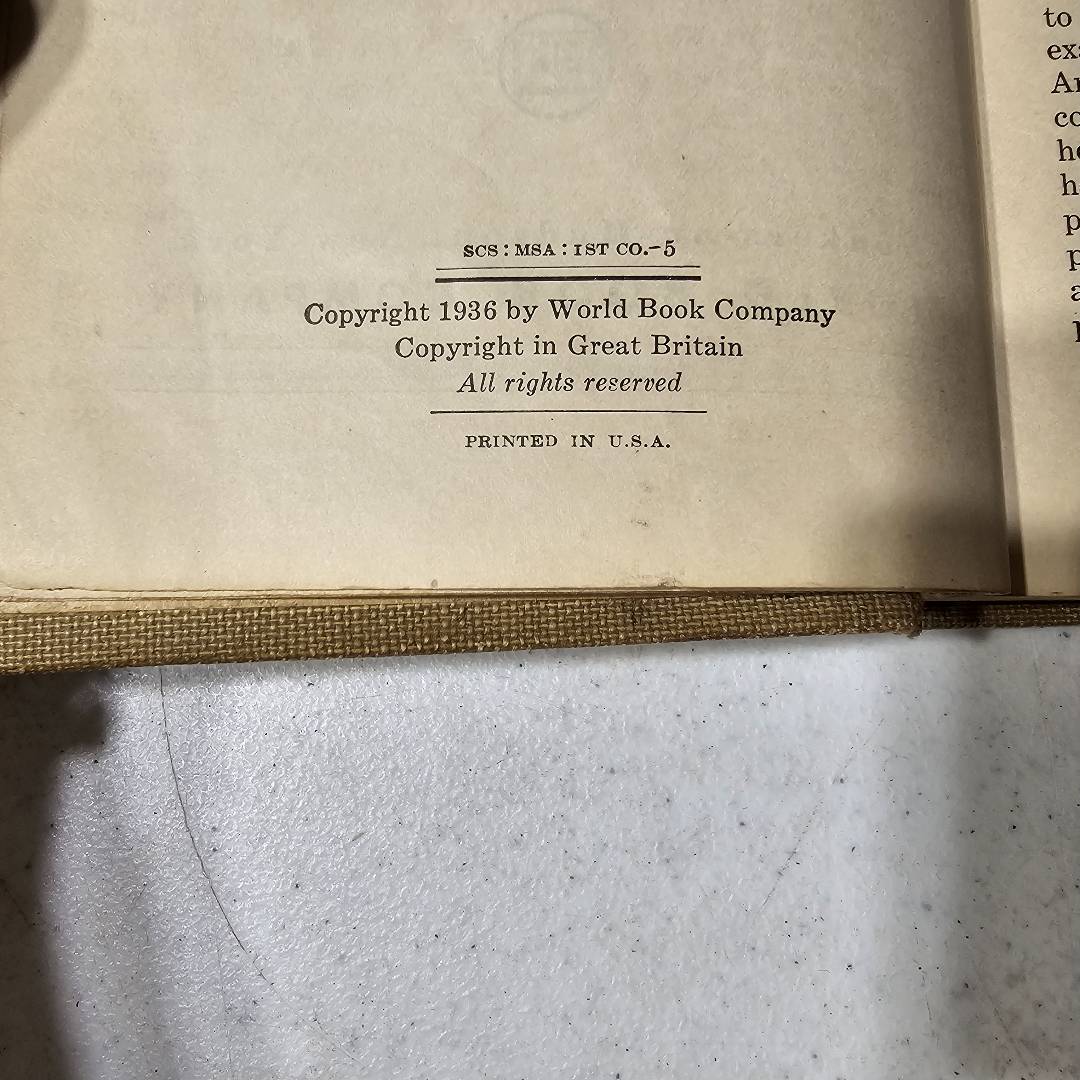 SCS : MSA : 1ST CO.-5
Copyright 1936 by World Book Company
Copyright in Great Britain
All rights reserved
PRINTED IN U.S.A.
to